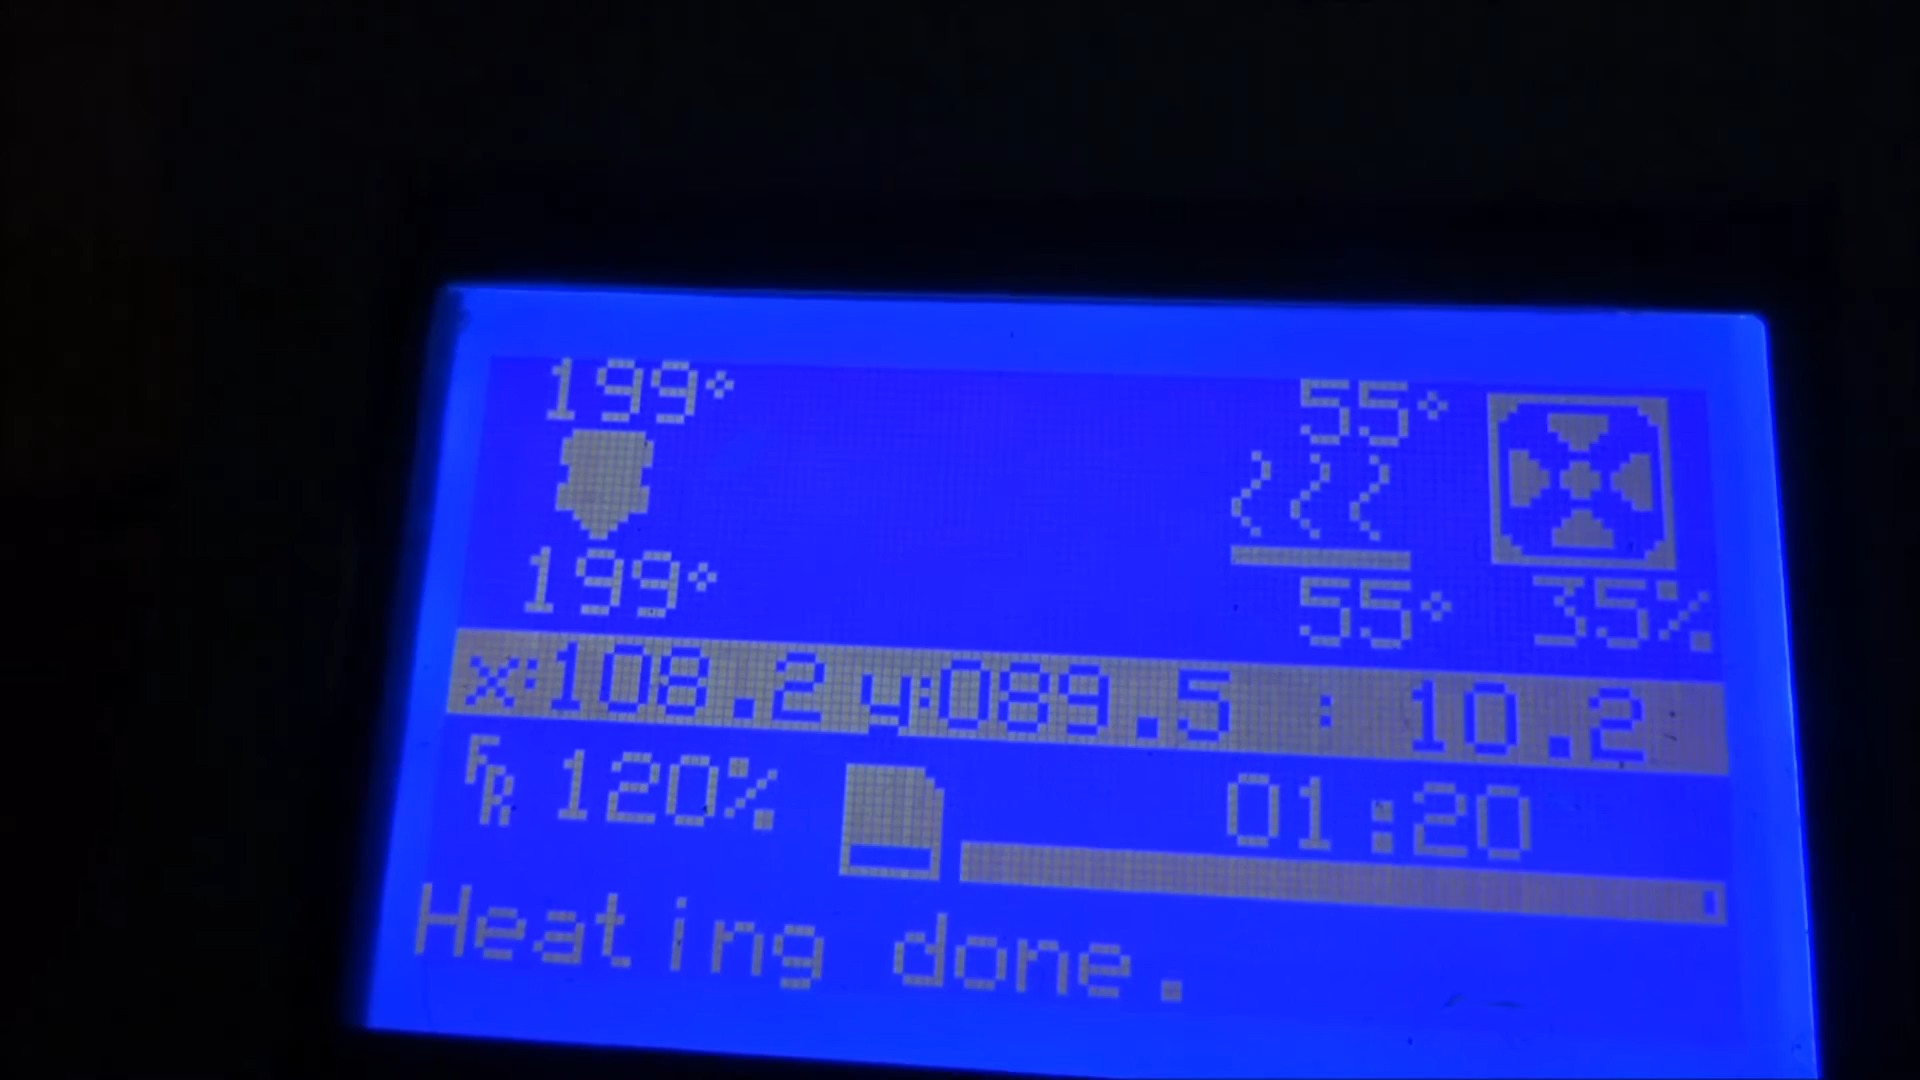 199° 55°
199° 55° 35%
x:108.2 y:089.5 : 10.2
FR 120% 01:20
Heating done.